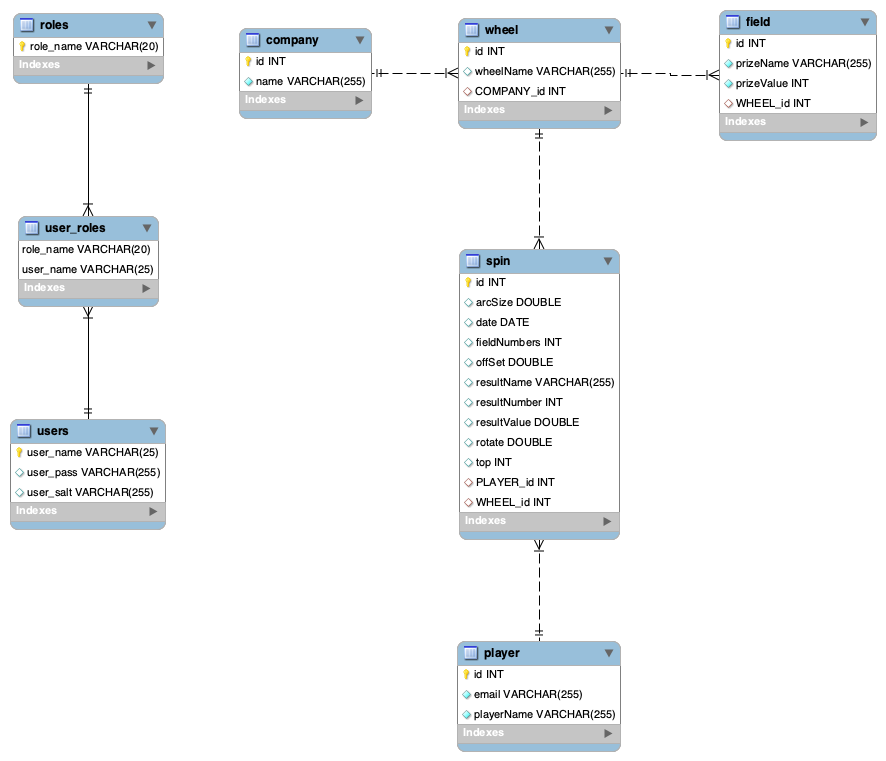 roles
role_name VARCHAR(20)
Indexes
company
id INT
name VARCHAR(255)
Indexes
wheel
id INT
wheelName VARCHAR(255)
COMPANY_id INT
Indexes
field
id INT
prizeName VARCHAR(255)
prizeValue INT
WHEEL_id INT
Indexes
user_roles
role_name VARCHAR(20)
user_name VARCHAR(25)
Indexes
spin
id INT
arcSize DOUBLE
date DATE
fieldNumbers INT
offSet DOUBLE
resultName VARCHAR(255)
resultNumber INT
resultValue DOUBLE
rotate DOUBLE
top INT
PLAYER_id INT
WHEEL_id INT
Indexes
users
user_name VARCHAR(25)
user_pass VARCHAR(255)
user_salt VARCHAR(255)
Indexes
player
id INT
email VARCHAR(255)
playerName VARCHAR(255)
Indexes